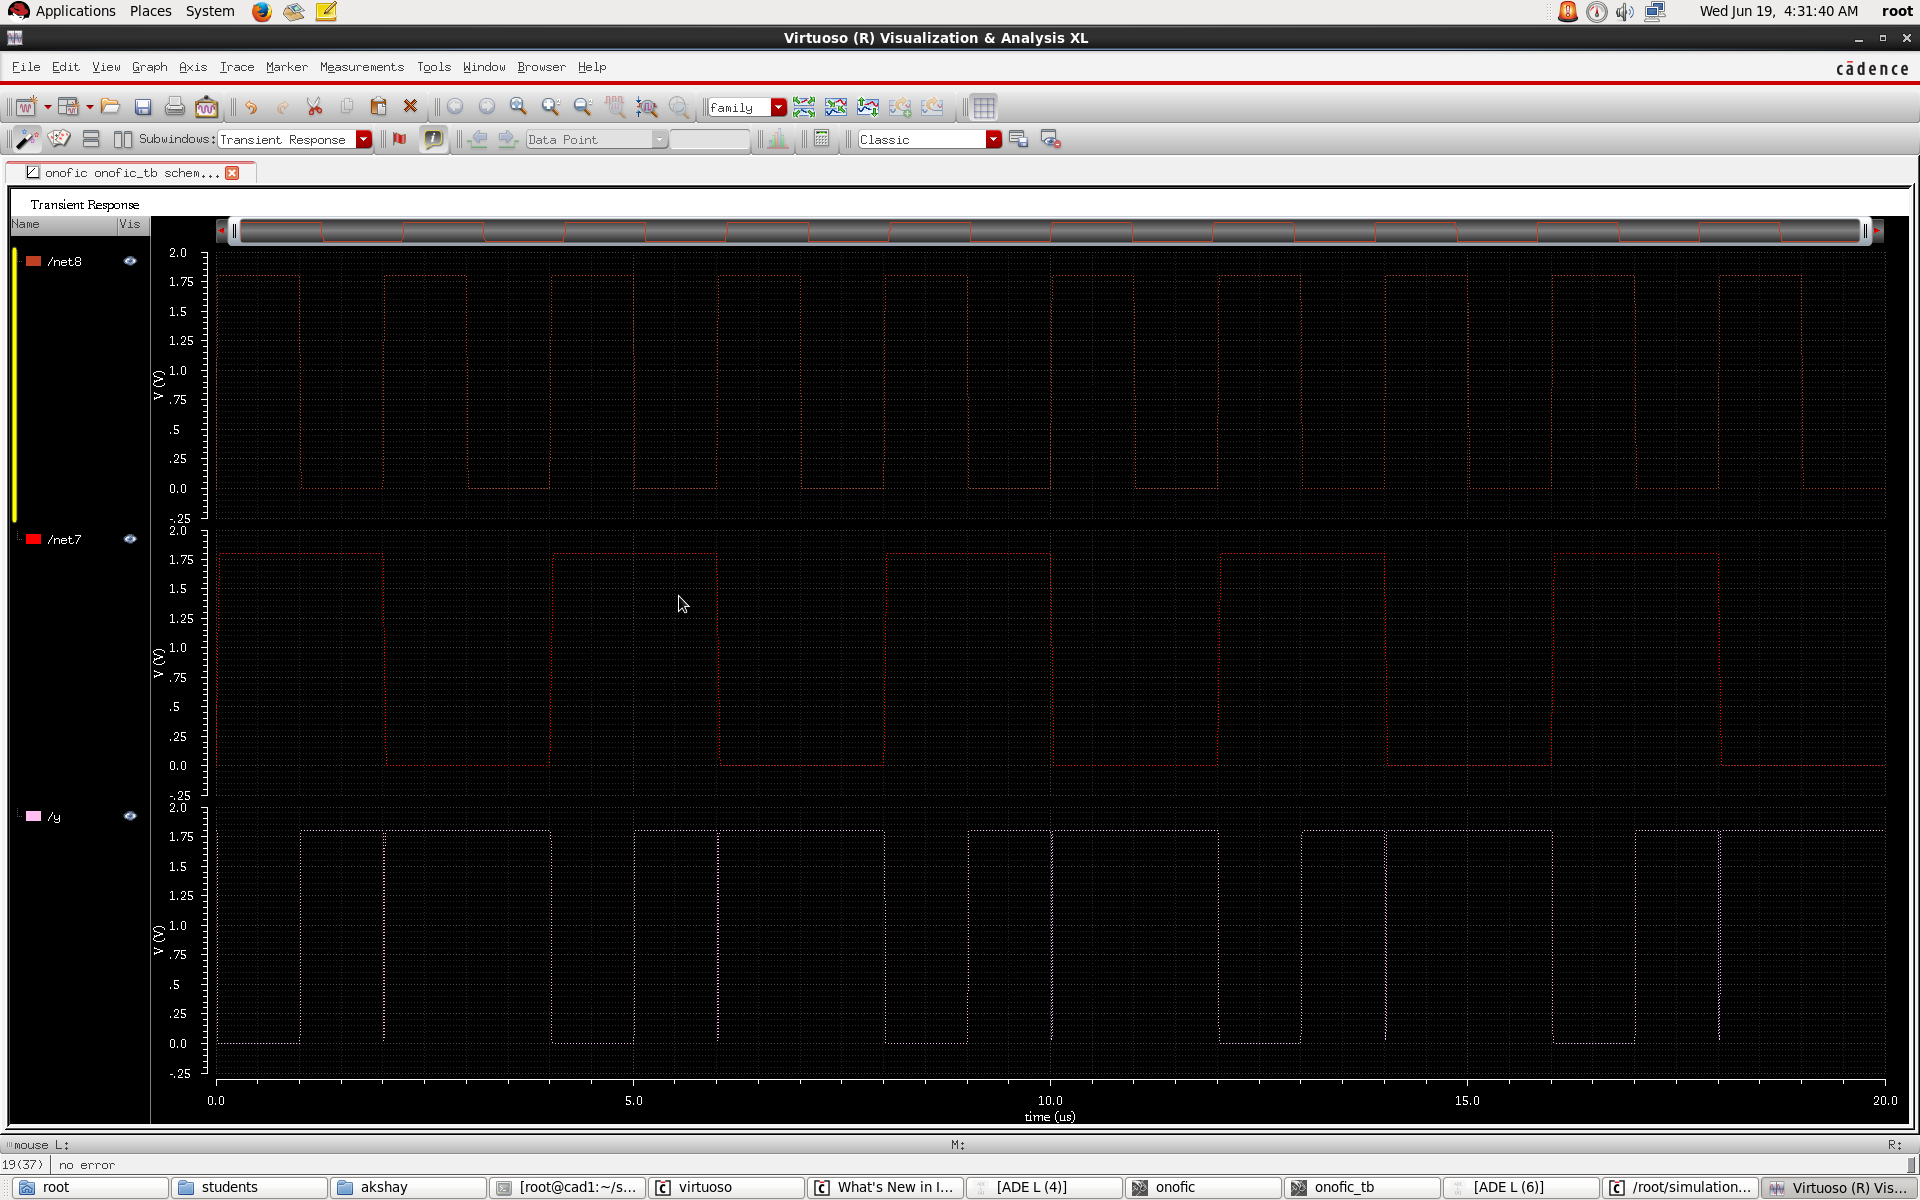 Applications Places System Wed Jun 19, 4:31:40 AM root
Virtuoso (R) Visualization & Analysis XL
File Edit View Graph Axis Trace Marker Measurements Tools Window Browser Help cādence
family
Subwindows: Transient Response Data Point Classic
onofic onofic_tb schem...
Transient Response
Name Vis
/net8
2.0
1.75
1.5
1.25
1.0
.75
.5
.25
0.0
-.25
V (V)
/net7
2.0
1.75
1.5
1.25
1.0
.75
.5
.25
0.0
-.25
V (V)
/y
2.0
1.75
1.5
1.25
1.0
.75
.5
.25
0.0
-.25
V (V)
0.0 5.0 10.0 15.0 20.0
time (us)
mouse L: M: R:
19(37) no error
root students akshay [root@cad1:~/s... virtuoso What's New in I... [ADE L (4)] onofic onofic_tb [ADE L (6)] /root/simulation... Virtuoso (R) Vis...